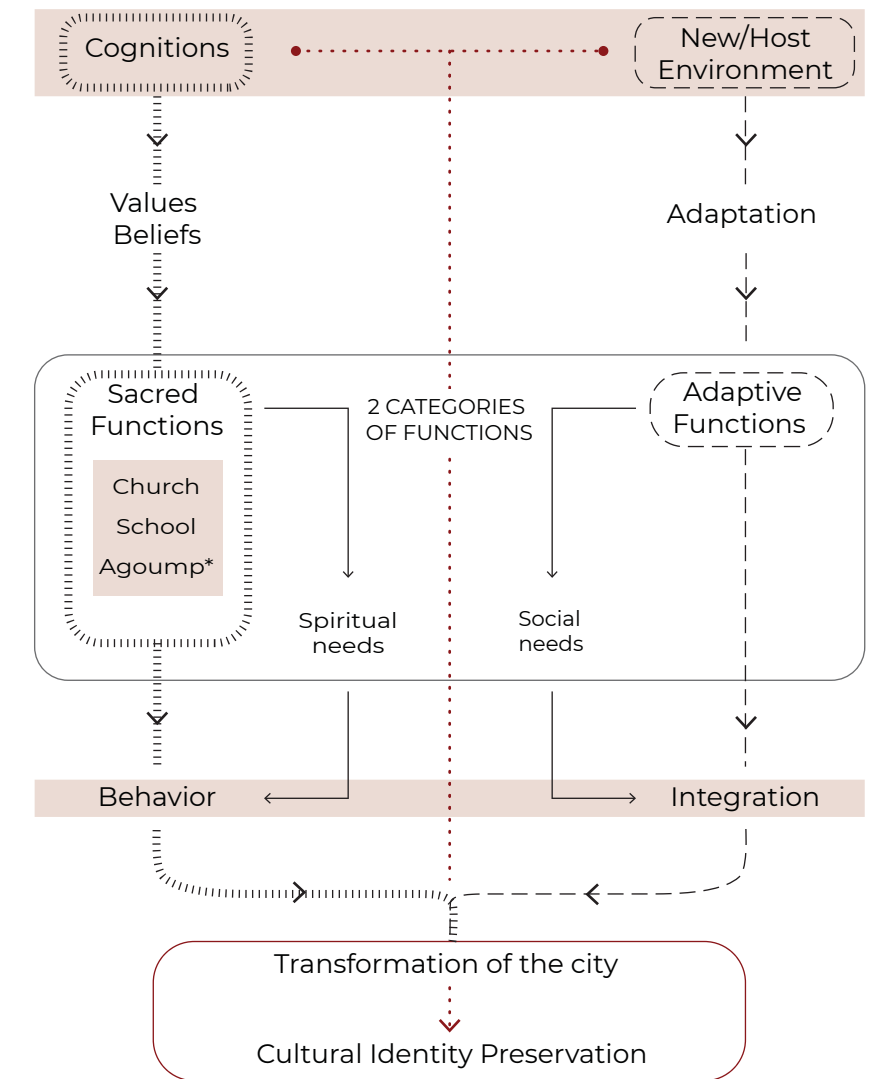 Cognitions
New/Host
Environment
Values
Beliefs
Adaptation
Sacred
Functions
2 CATEGORIES
OF FUNCTIONS
Adaptive
Functions
Church
School
Agoump*
Spiritual
needs
Social
needs
Behavior
Integration
Transformation of the city
Cultural Identity Preservation